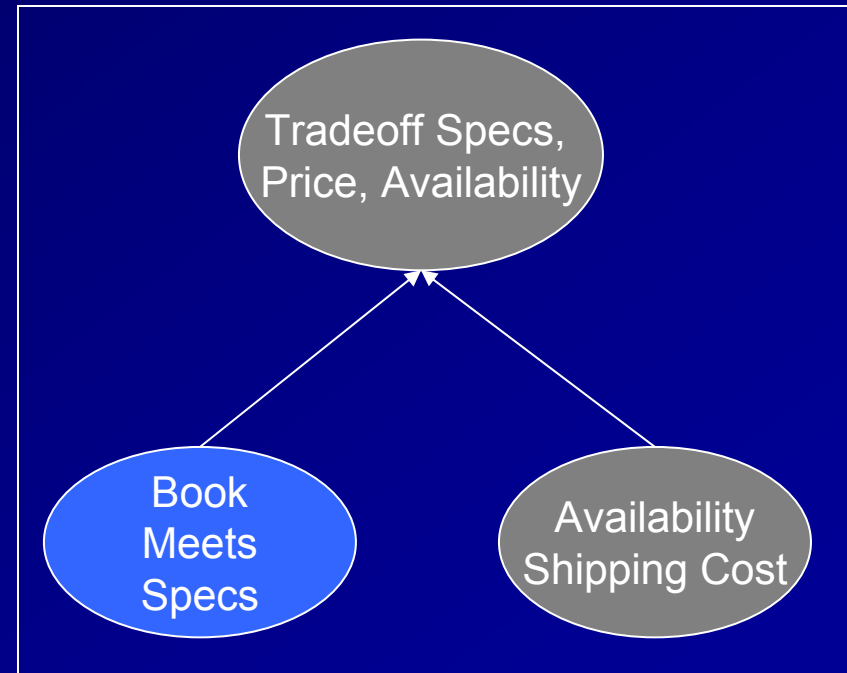 Tradeoff Specs,
Price, Availability
Book
Meets
Specs
Availability
Shipping Cost